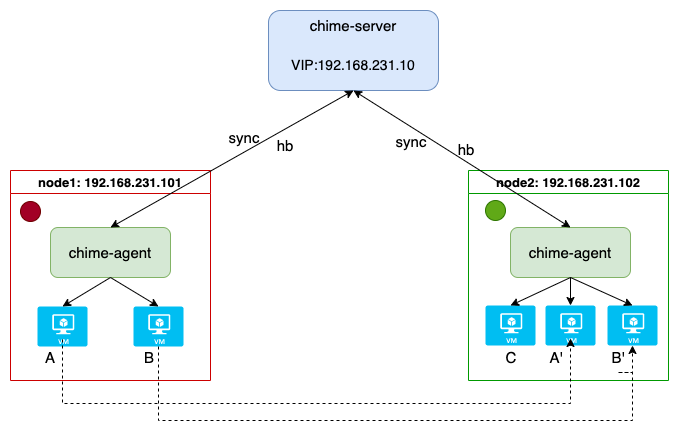 chime-server
VIP:192.168.231.10
sync
hb
sync
hb
node1: 192.168.231.101
node2: 192.168.231.102
chime-agent
chime-agent
VM
VM
VM
VM
VM
A
B
C
A'
B'